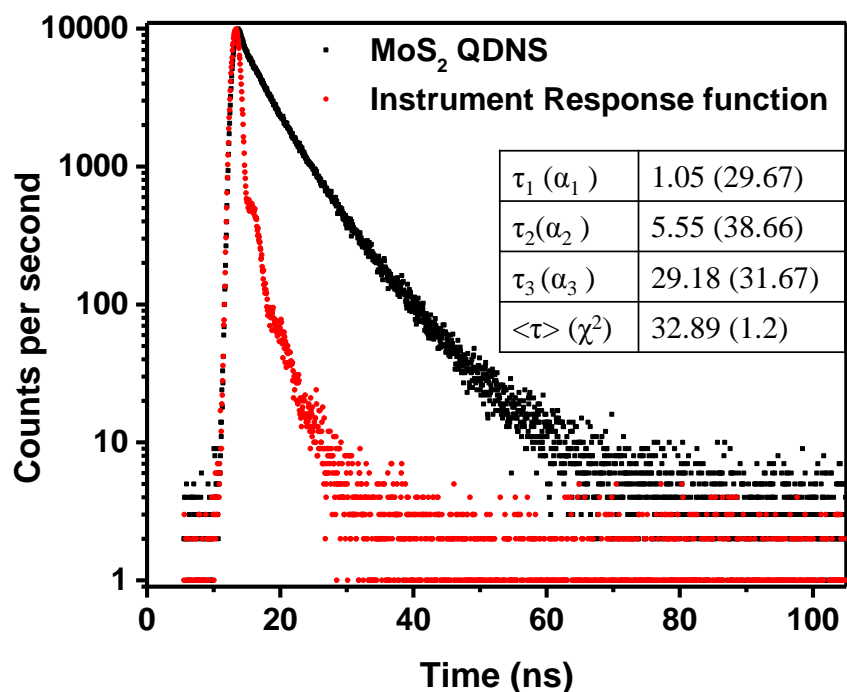 10000
1000
100
10
1
Counts per second
MoS₂ QDNS
Instrument Response function
τ₁ (α₁ ) 1.05 (29.67)
τ₂(α₂ ) 5.55 (38.66)
τ₃ (α₃ ) 29.18 (31.67)
<τ> (χ²) 32.89 (1.2)
0 20 40 60 80 100
Time (ns)